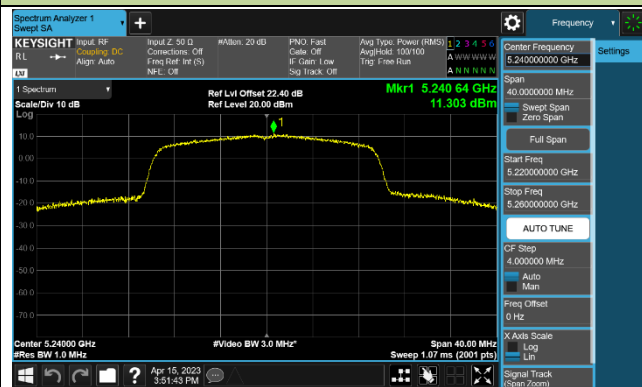 Spectrum Analyzer 1
Swept SA
+
Frequency
KEYSIGHT
RL
LXI
Input: RF
Coupling: DC
Align: Auto
Input Z: 50 Ω
Corrections: Off
Freq Ref: Int (S)
NFE: Off
#Atten: 20 dB
PNO: Fast
Gate: Off
IF Gain: Low
Sig Track: Off
Avg Type: Power (RMS)
Avg|Hold: 100/100
Trig: Free Run
1 2 3 4 5 6
A W W W W W
A N N N N N
1 Spectrum
Scale/Div 10 dB
Log
Ref Lvl Offset 22.40 dB
Ref Level 20.00 dBm
Mkr1 5.240 64 GHz
11.303 dBm
1
10.0
0.00
-10.0
-20.0
-30.0
-40.0
-50.0
-60.0
-70.0
Center 5.24000 GHz
#Res BW 1.0 MHz
#Video BW 3.0 MHz*
Span 40.00 MHz
Sweep 1.07 ms (2001 pts)
Center Frequency
5.240000000 GHz
Span
40.0000000 MHz
Swept Span
Zero Span
Full Span
Start Freq
5.220000000 GHz
Stop Freq
5.260000000 GHz
AUTO TUNE
CF Step
4.000000 MHz
Auto
Man
Freq Offset
0 Hz
X Axis Scale
Log
Lin
Signal Track
(Span Zoom)
Settings
?
Apr 15, 2023
3:51:43 PM